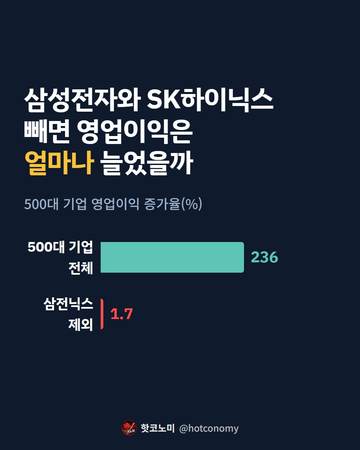 삼성전자와 SK하이닉스
빼면 영업이익은
얼마나 늘었을까
500대 기업 영업이익 증가율(%)
500대 기업
전체
236
삼전닉스
제외
1.7
핫코노미 @hotconomy